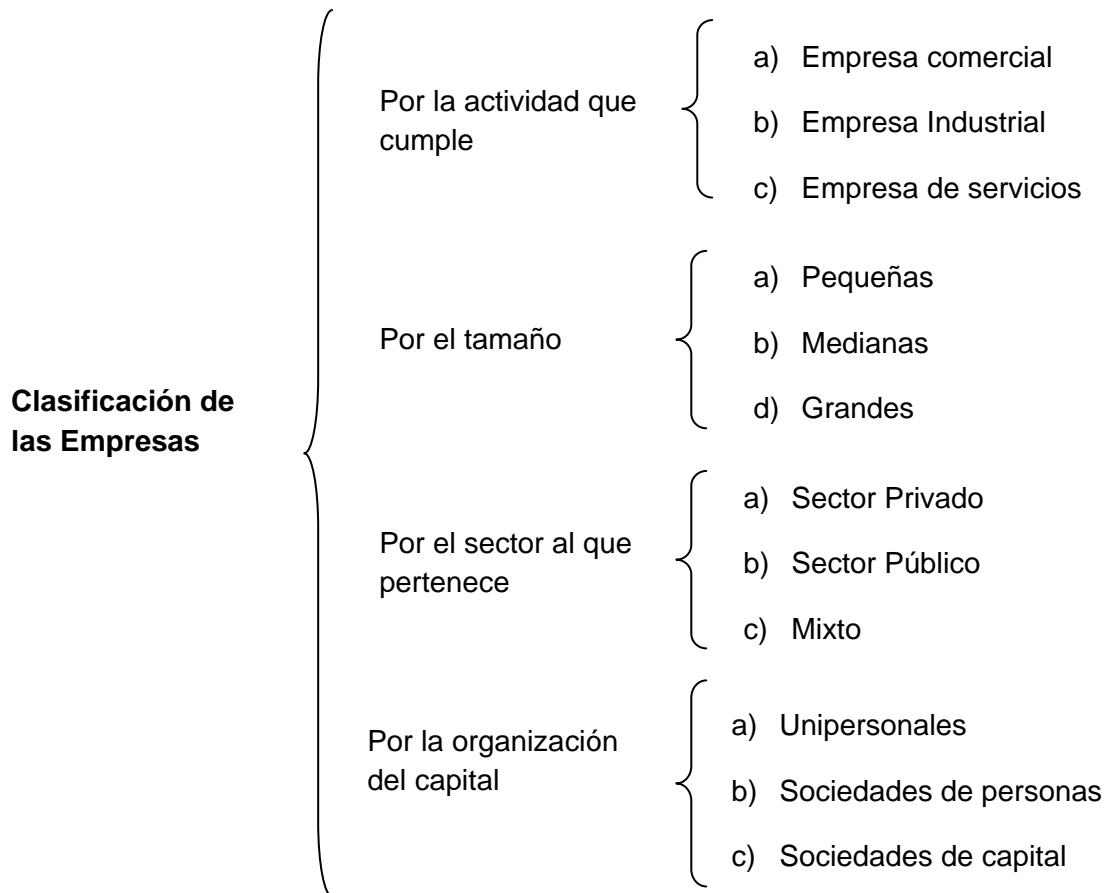 Clasificación de
las Empresas
Por la actividad que
cumple
a) Empresa comercial
b) Empresa Industrial
c) Empresa de servicios
Por el tamaño
a) Pequeñas
b) Medianas
d) Grandes
Por el sector al que
pertenece
a) Sector Privado
b) Sector Público
c) Mixto
Por la organización
del capital
a) Unipersonales
b) Sociedades de personas
c) Sociedades de capital